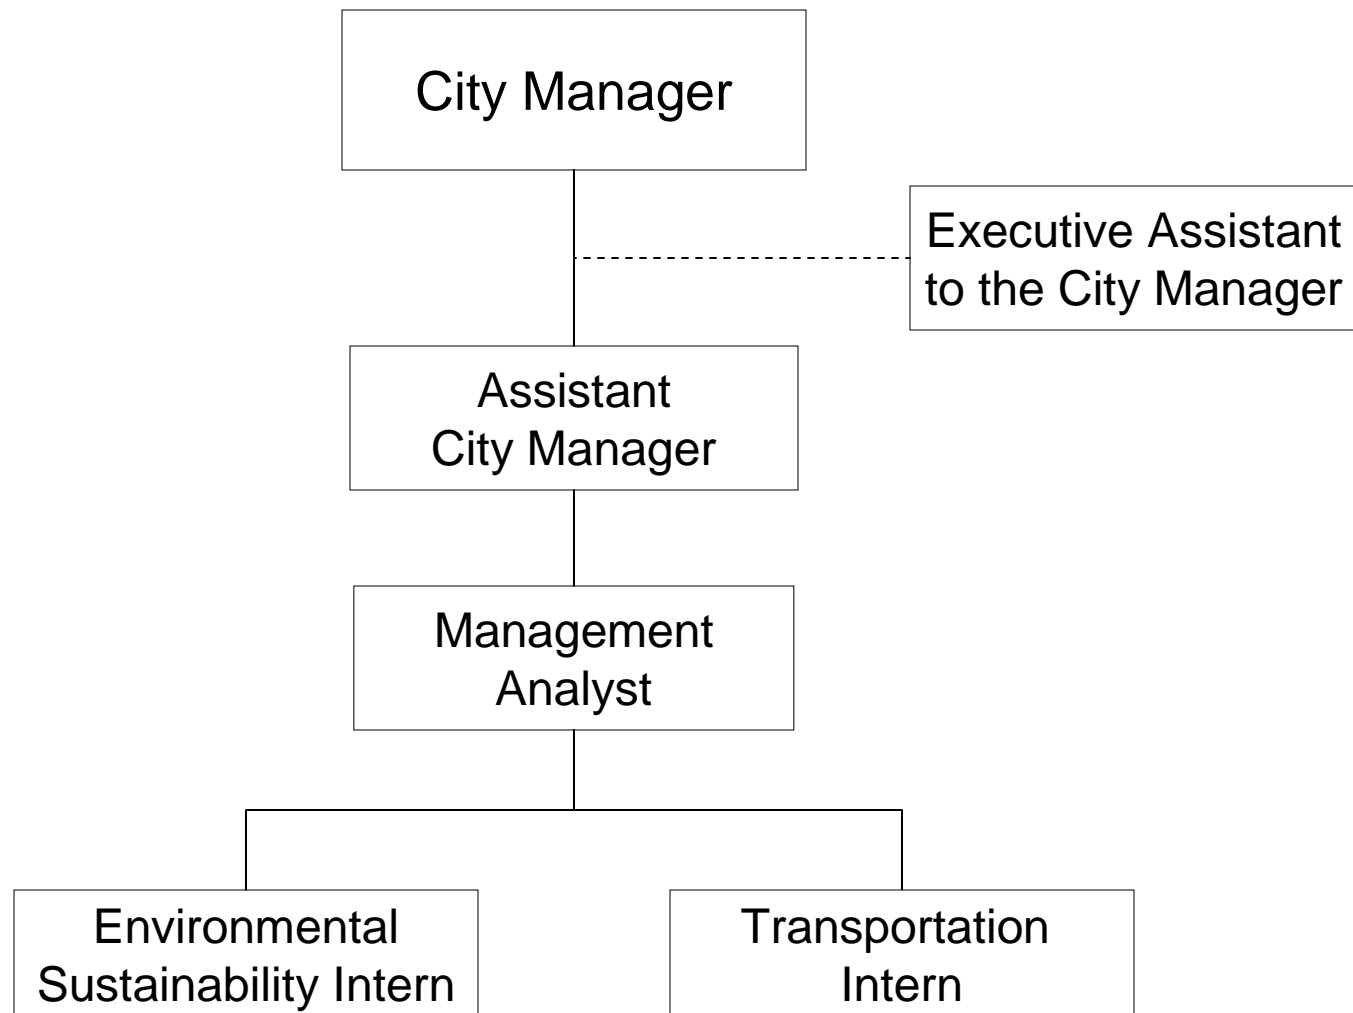 City Manager
Executive Assistant
to the City Manager
Assistant
City Manager
Management
Analyst
Environmental
Sustainability Intern
Transportation
Intern